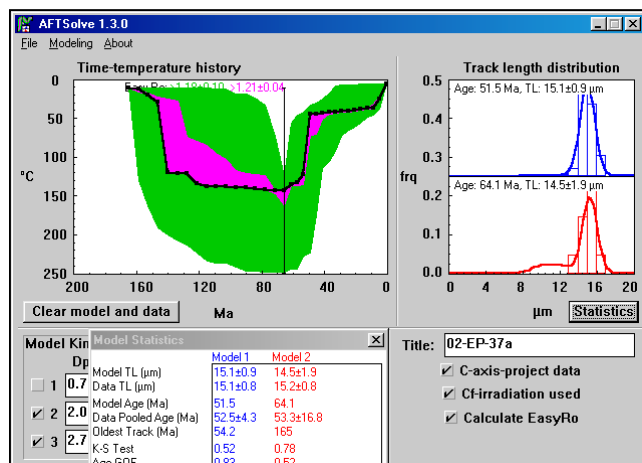 AFTSolve 1.3.0
File Modeling About
Time-temperature history
Track length distribution
>1.18±0.10 >1.21±0.04
0
50
100
°C
150
200
250
200 160 120 80 40 0
Ma
Clear model and data
0.5
Age: 51.5 Ma, TL: 15.1±0.9 µm
0.4
0.3
frq
Age: 64.1 Ma, TL: 14.5±1.9 µm
0.2
0.1
0.0
0 4 8 12 16 20
µm
Statistics
Model Kin
Dp
1 0.7
2 2.0
3 2.7
Model Statistics
Model 1 Model 2
Model TL (µm) 15.1±0.9 14.5±1.9
Data TL (µm) 15.1±0.8 15.2±0.8
Model Age (Ma) 51.5 64.1
Data Pooled Age (Ma) 52.5±4.3 53.3±16.8
Oldest Track (Ma) 54.2 165
K-S Test 0.52 0.78
Age GOF 0.83 0.52
Title: 02-EP-37a
C-axis-project data
Cf-irradiation used
Calculate EasyRo